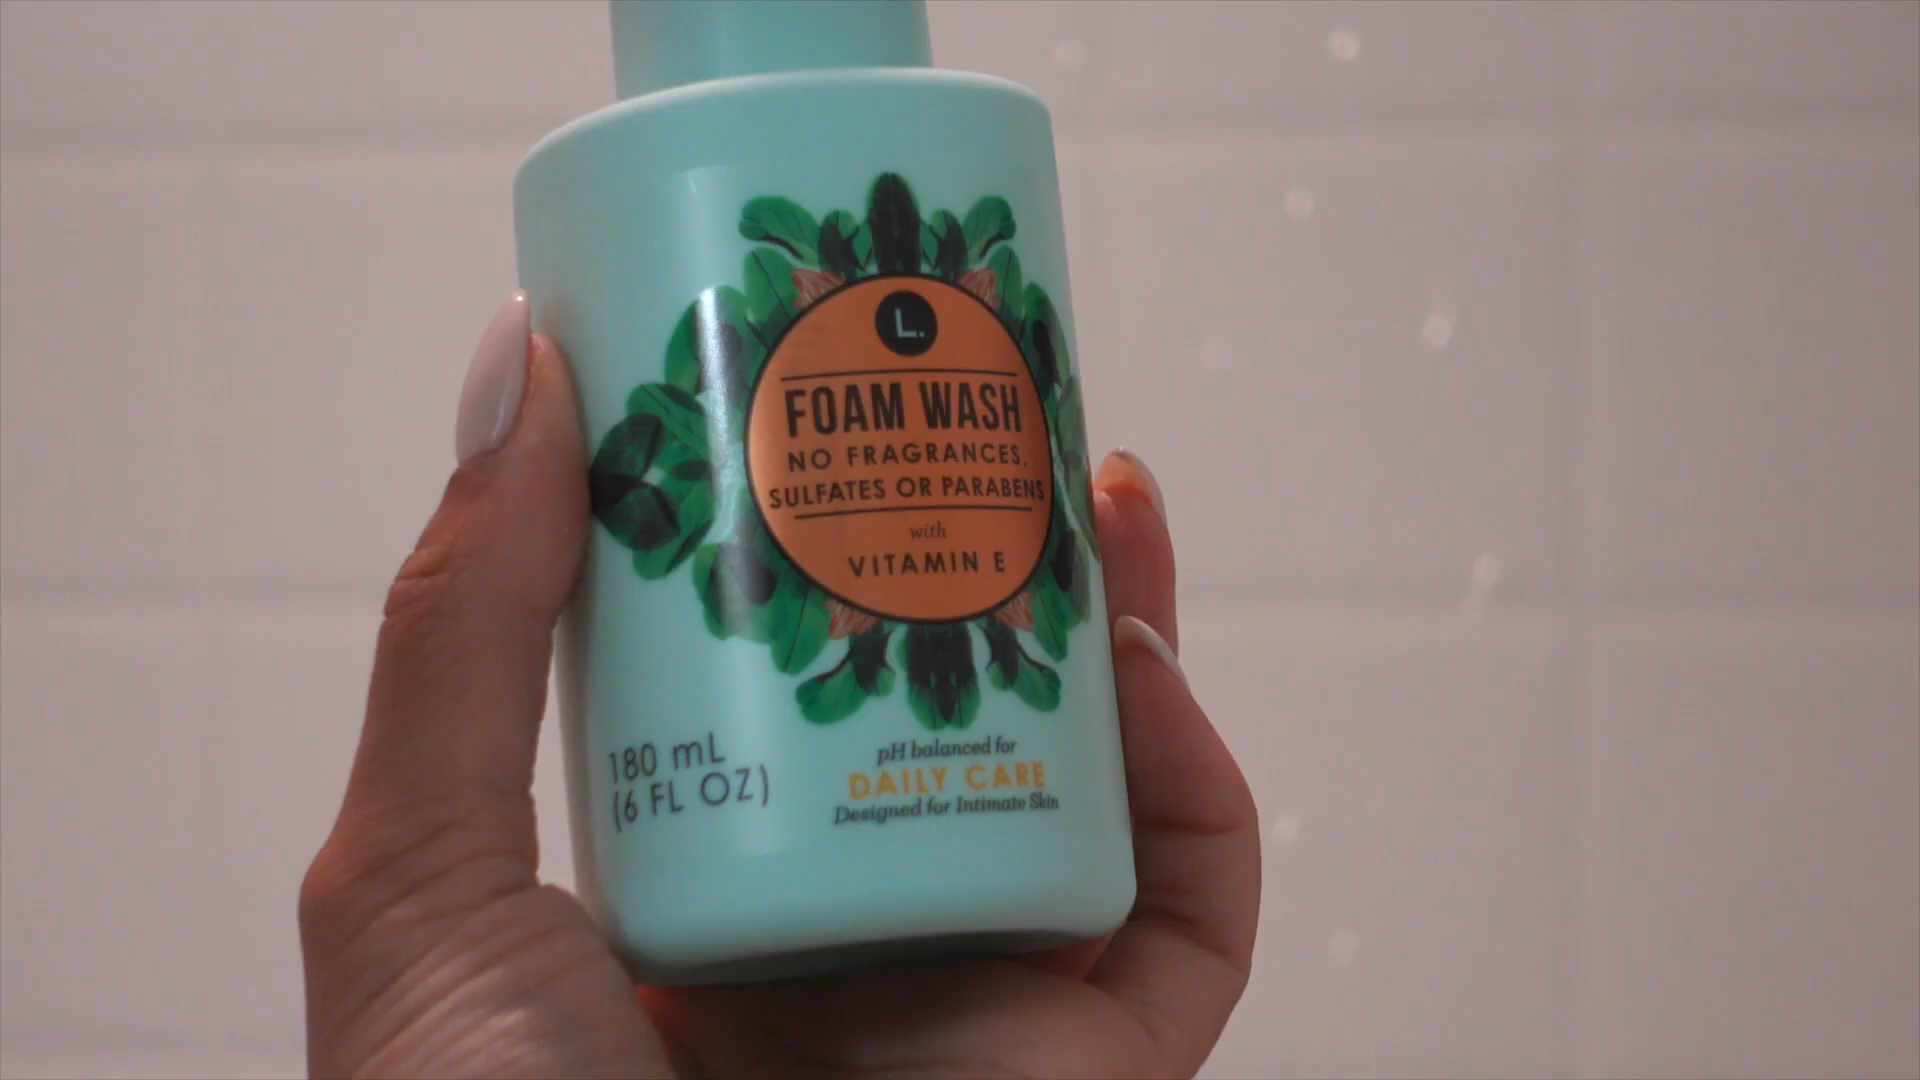 L.
FOAM WASH
NO FRAGRANCES,
SULFATES OR PARABENS
with
VITAMIN E
180 mL
(6 FL OZ)
pH balanced for
DAILY CARE
Designed for Intimate Skin